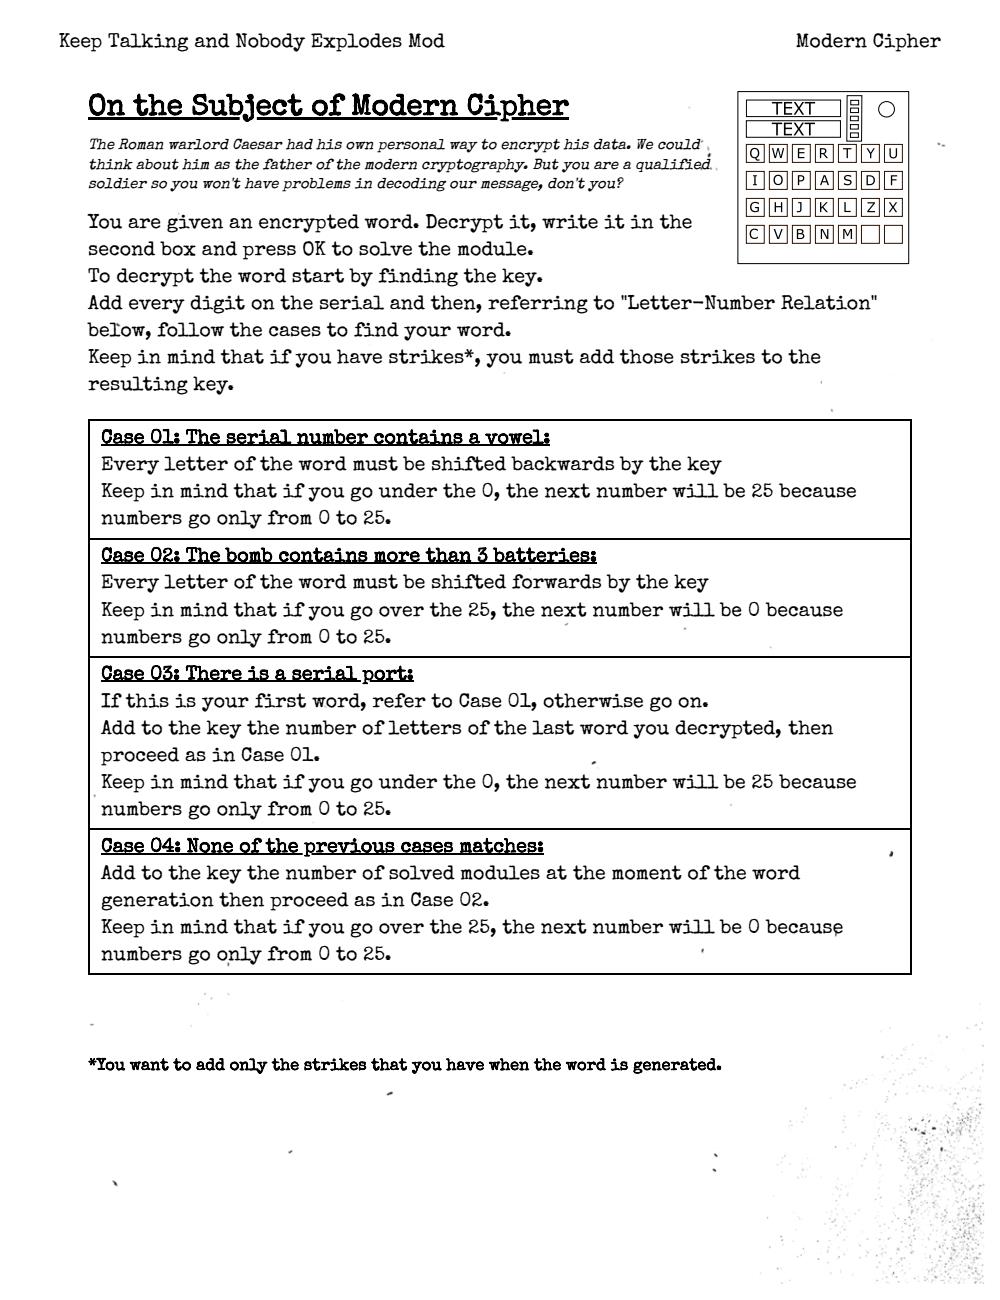 Keep Talking and Nobody Explodes Mod
Modern Cipher
On the Subject of Modern Cipher
The Roman warlord Caesar had his own personal way to encrypt his data. We could
think about him as the father of the modern cryptography. But you are a qualified
soldier so you won't have problems in decoding our message, don't you?
TEXT
TEXT
Q W E R T Y U
I O P A S D F
G H J K L Z X
C V B N M
You are given an encrypted word. Decrypt it, write it in the
second box and press OK to solve the module.
To decrypt the word start by finding the key.
Add every digit on the serial and then, referring to "Letter-Number Relation"
below, follow the cases to find your word.
Keep in mind that if you have strikes*, you must add those strikes to the
resulting key.
Case 01: The serial number contains a vowel:
Every letter of the word must be shifted backwards by the key
Keep in mind that if you go under the 0, the next number will be 25 because
numbers go only from 0 to 25.
Case 02: The bomb contains more than 3 batteries:
Every letter of the word must be shifted forwards by the key
Keep in mind that if you go over the 25, the next number will be 0 because
numbers go only from 0 to 25.
Case 03: There is a serial port:
If this is your first word, refer to Case 01, otherwise go on.
Add to the key the number of letters of the last word you decrypted, then
proceed as in Case 01.
Keep in mind that if you go under the 0, the next number will be 25 because
numbers go only from 0 to 25.
Case 04: None of the previous cases matches:
Add to the key the number of solved modules at the moment of the word
generation then proceed as in Case 02.
Keep in mind that if you go over the 25, the next number will be 0 because
numbers go only from 0 to 25.
*You want to add only the strikes that you have when the word is generated.